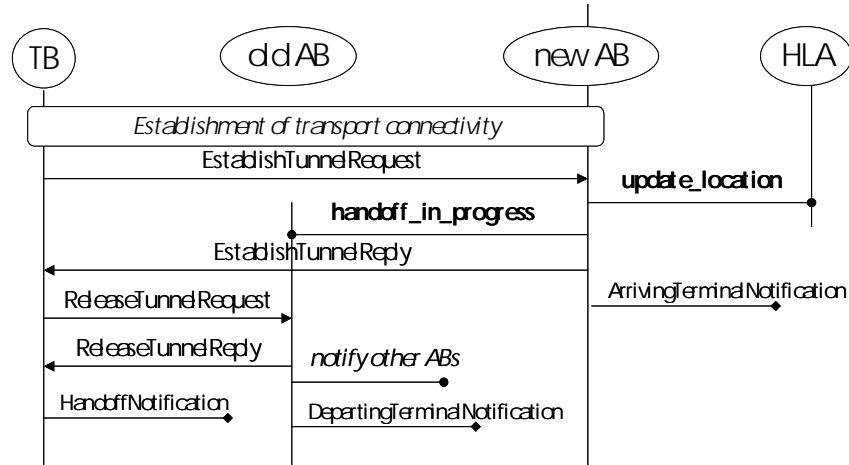 TB
old AB
new AB
HLA
Establishment of transport connectivity
EstablishTunnelRequest
update_location
handoff_in_progress
EstablishTunnelReply
ArrivingTerminalNotification
ReleaseTunnelRequest
ReleaseTunnelReply
notify other ABs
HandoffNotification
DepartingTerminalNotification